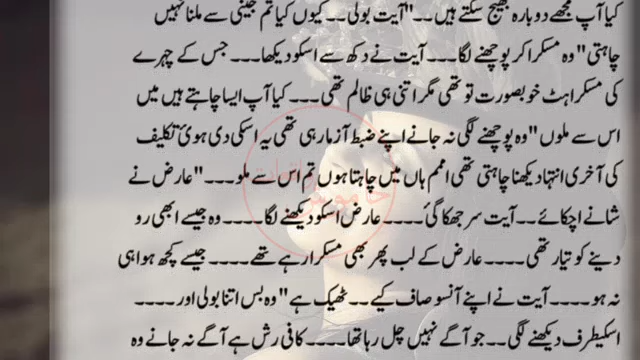 کیا آپ مجھے دوبارہ بھیج سکتے ہیں۔۔"آیت بولی۔۔ کیوں کیا تم جینی سے ملنا نہیں
چاہتی "وہ مسکرا کر پوچھنے لگا۔۔۔ آیت نے دکھ سے اسکو دیکھا۔۔۔ جس کے چہرے
کی مسکراہٹ خوبصورت تو تھی مگر اتنی ہی ظالم تھی۔۔۔ کیا آپ ایسا چاہتے ہیں میں
اس سے ملوں "وہ پوچھنے لگی نہ جانے اپنے ضبط آزما رہی تھی یہ اسکی دی ہوئ تکلیف
کی آخری انتہا دیکھنا چاہتی تھی اممم ہاں میں چاہتا ہوں تم اس سے ملو۔۔۔"عارض نے
شانے اچکائے۔۔ آیت سر جھکا گئ۔۔۔۔ عارض اسکو دیکھنے لگا۔۔۔۔ وہ جیسے ابھی رو
دینے کو تیار تھی۔۔۔۔ عارض کے لب پھر بھی مسکرا رہے تھے۔۔۔۔ جیسے کچھ ہوا ہی
نہ ہو۔۔۔۔ آیت نے اپنے آنسو صاف کیے۔۔ ٹھیک ہے "وہ بس اتنا بولی اور۔۔۔۔
اسکیطرف دیکھنے لگی۔۔ جو آگے نہیں چل رہا تھا۔۔۔۔ کافی رش ہے آگے نہ جانے وہ